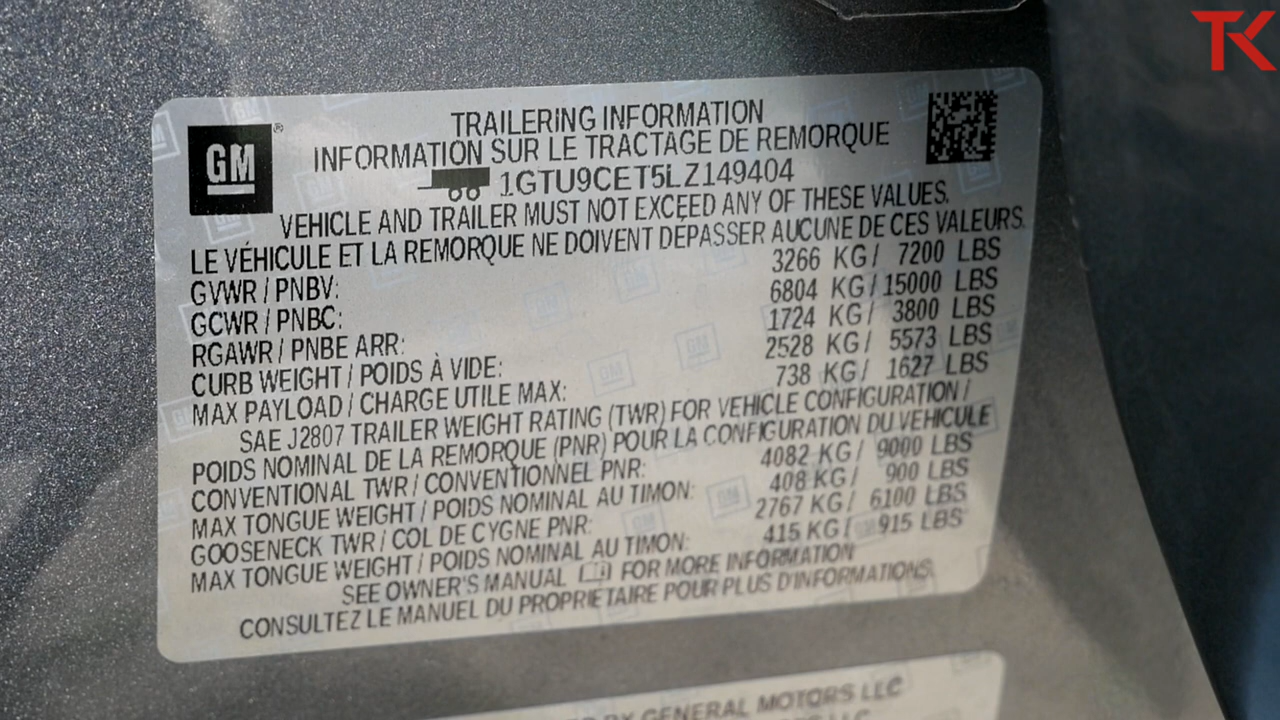 TK
GM
®
TRAILERING INFORMATION
INFORMATION SUR LE TRACTAGE DE REMORQUE
1GTU9CET5LZ149404
VEHICLE AND TRAILER MUST NOT EXCEED ANY OF THESE VALUES.
LE VÉHICULE ET LA REMORQUE NE DOIVENT DÉPASSER AUCUNE DE CES VALEURS.
GVWR / PNBV: 3266 KG / 7200 LBS
GCWR / PNBC: 6804 KG / 15000 LBS
RGAWR / PNBE ARR: 1724 KG / 3800 LBS
CURB WEIGHT / POIDS À VIDE: 2528 KG / 5573 LBS
MAX PAYLOAD / CHARGE UTILE MAX: 738 KG / 1627 LBS
SAE J2807 TRAILER WEIGHT RATING (TWR) FOR VEHICLE CONFIGURATION /
POIDS NOMINAL DE LA REMORQUE (PNR) POUR LA CONFIGURATION DU VEHICULE
CONVENTIONAL TWR / CONVENTIONNEL PNR: 4082 KG / 9000 LBS
MAX TONGUE WEIGHT / POIDS NOMINAL AU TIMON: 408 KG / 900 LBS
GOOSENECK TWR / COL DE CYGNE PNR: 2767 KG / 6100 LBS
MAX TONGUE WEIGHT / POIDS NOMINAL AU TIMON: 415 KG / 915 LBS
SEE OWNER'S MANUAL FOR MORE INFORMATION
CONSULTEZ LE MANUEL DU PROPRIETAIRE POUR PLUS D'INFORMATIONS.
BY GENERAL MOTORS LLC
LLC